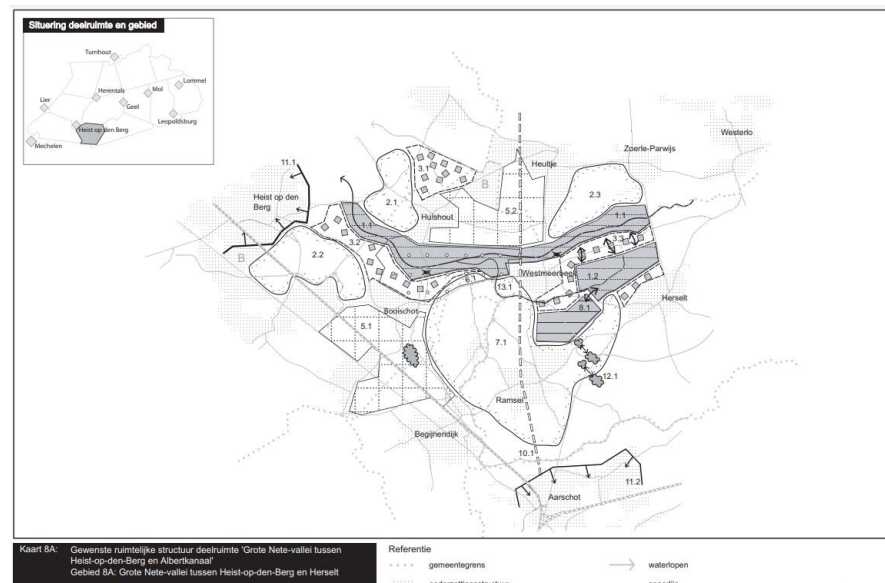 Situering deelruimte en gebied
Turnhout
Lommel
Herentals
Mol
Lier
Geel
Leopoldsburg
Heist op den Berg
Mechelen
Westerlo
Zoerle-Parwijs
Heultje
11.1
3.1
B
Heist op den
Berg
2.1
5.2
2.3
1.1
Hulshout
1.1
3.3
3.2
2.2
B
Westmeerbeek
1.2
6.1
13.1
Herselt
8.1
Booischot
5.1
7.1
12.1
Ramsel
Begijnendijk
10.1
11.2
Aarschot
Kaart 8A: Gewenste ruimtelijke structuur deelruimte 'Grote Nete-vallei tussen
Heist-op-den-Berg en Albertkanaal'
Gebied 8A: Grote Nete-vallei tussen Heist-op-den-Berg en Herselt
Referentie
gemeentegrens
waterlopen